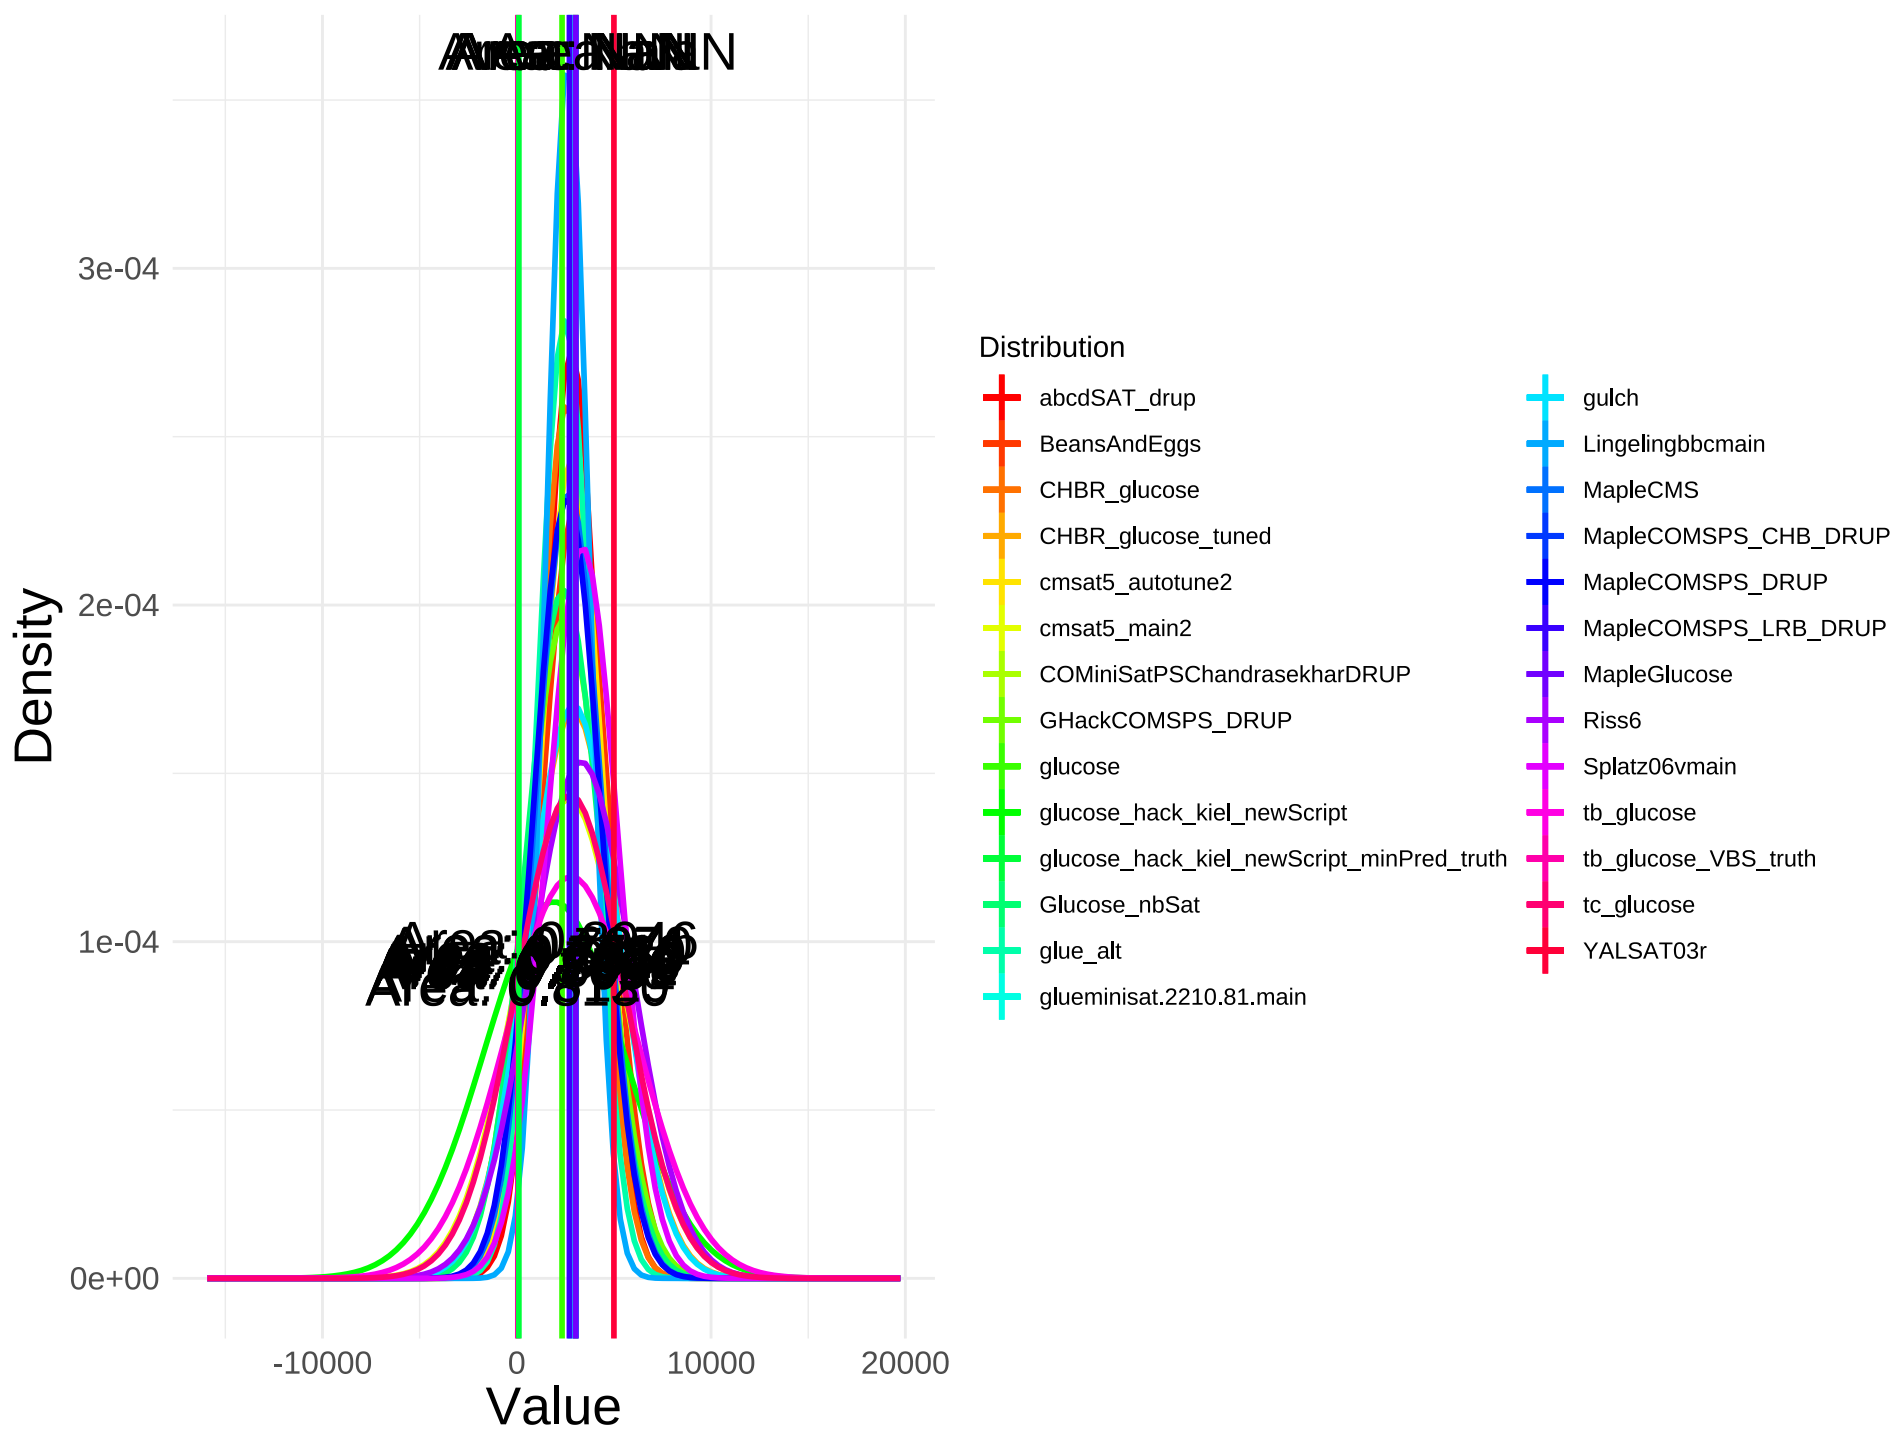 3e-04
2e-04
1e-04
0e+00
-10000
0
10000
20000
Density
Value
Distribution
abcdSAT_drup
BeansAndEggs
CHBR_glucose
CHBR_glucose_tuned
cmsat5_autotune2
cmsat5_main2
COMiniSatPSChandrasekharDRUP
GHackCOMSPS_DRUP
glucose
glucose_hack_kiel_newScript
glucose_hack_kiel_newScript_minPred_truth
Glucose_nbSat
glue_alt
glueminisat.2210.81.main
gulch
Lingelingbbcmain
MapleCMS
MapleCOMSPS_CHB_DRUP
MapleCOMSPS_DRUP
MapleCOMSPS_LRB_DRUP
MapleGlucose
Riss6
Splatz06vmain
tb_glucose
tb_glucose_VBS_truth
tc_glucose
YALSAT03r